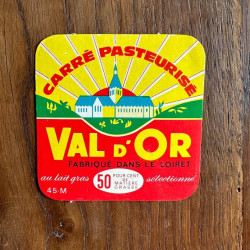 CARRÉ PASTEURISÉ
VAL D'OR
FABRIQUÉ DANS LE LOIRET
au lait gras sélectionné
50 POUR CENT
DE
MATIÈRE
GRASSE
45-M